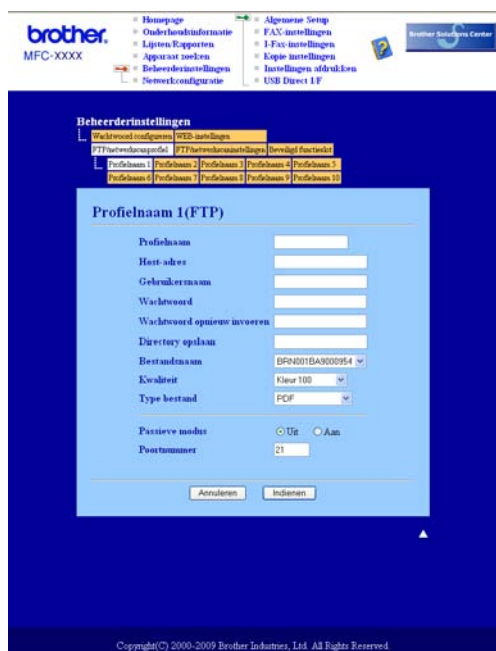 brother.
MFC-XXXX
Homepage
Onderhoudsinformatie
Lijsten/Rapporten
Apparaat zoeken
Beheerderinstellingen
Netwerkconfiguratie
Algemene Setup
FAX-instellingen
I-Fax-instellingen
Kopie instellingen
Instellingen afdrukken
USB Direct I/F
Brother Solutions Center
Beheerderinstellingen
Wachtwoord configureren WEB-instellingen
FTP/netwerkscanprofiel FTP/netwerkscaninstellingen Beveiligd functieslot
Profielnaam 1 Profielnaam 2 Profielnaam 3 Profielnaam 4 Profielnaam 5
Profielnaam 6 Profielnaam 7 Profielnaam 8 Profielnaam 9 Profielnaam 10
Profielnaam 1(FTP)
Profielnaam
Host-adres
Gebruikersnaam
Wachtwoord
Wachtwoord opnieuw invoeren
Directory opslaan
Bestandsnaam BRN001BA9000954
Kwaliteit Kleur 100
Type bestand PDF
Passieve modus Uit Aan
Poortnummer 21
Annuleren Indienen
Copyright(C) 2000-2009 Brother Industries, Ltd. All Rights Reserved.